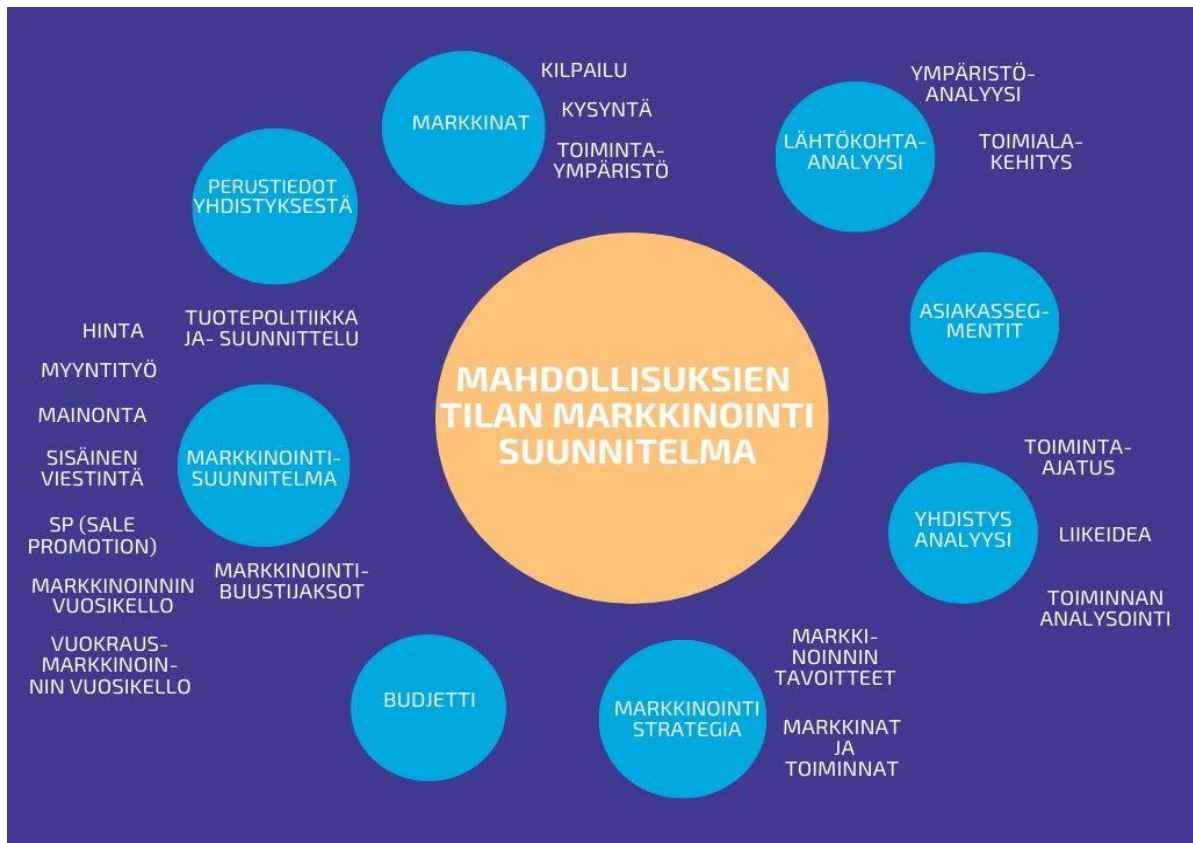 MARKKINAT
KILPAILU
KYSYNTÄ
TOIMINTA-
YMPÄRISTÖ
LÄHTÖKOHTA-
ANALYYSI
YMPÄRISTÖ-
ANALYYSI
TOIMIALA-
KEHITYS
PERUSTIEDOT
YHDISTYKSESTÄ
ASIAKASSEG-
MENTIT
MAHDOLLISUKSIEN
TILAN MARKKINOINTI
SUUNNITELMA
HINTA
TUOTEPOLITIIKKA
JA- SUUNNITTELU
MYYNTITYÖ
MAINONTA
SISÄINEN
VIESTINTÄ
MARKKINOINTI-
SUUNNITELMA
SP (SALE
PROMOTION)
MARKKINOINNIN
VUOSIKELLO
MARKKINOINTI-
BUUSTIJAKSOT
VUOKRAUS-
MARKKINOIN-
NIN VUOSIKELLO
YHDISTYS
ANALYYSI
TOIMINTA-
AJATUS
LIIKEIDEA
TOIMINNAN
ANALYSOINTI
BUDJETTI
MARKKINOINTI
STRATEGIA
MARKKI-
NOINNIN
TAVOITTEET
MARKKINAT
JA
TOIMINNAT